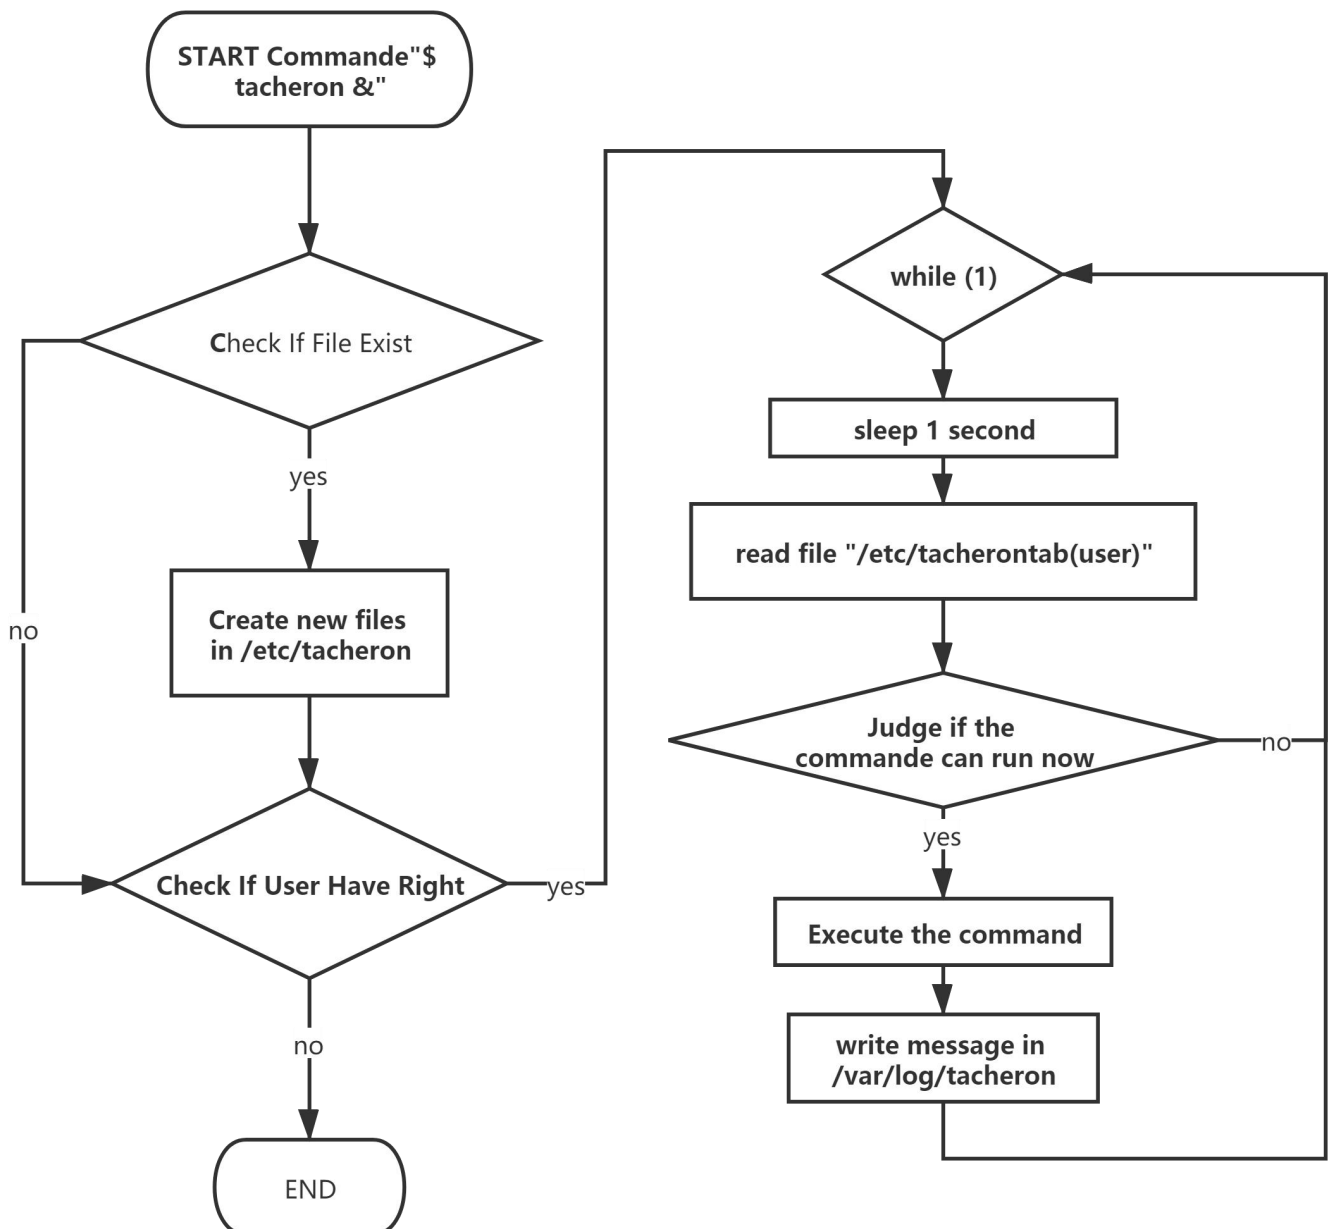 START Commande"$
tacheron &"
Check If File Exist
yes
no
Create new files
in /etc/tacheron
Check If User Have Right
yes
no
END
while (1)
sleep 1 second
read file "/etc/tacherontab(user)"
Judge if the
commande can run now
no
yes
Execute the command
write message in
/var/log/tacheron